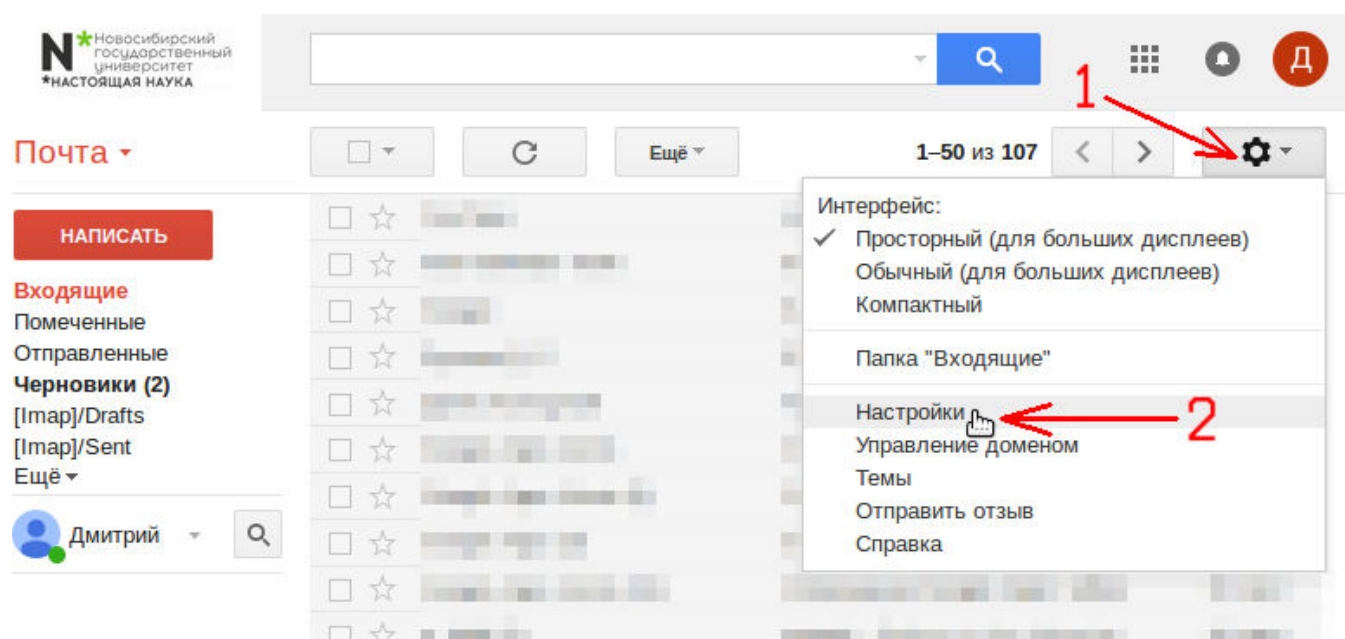 N*Новосибирский
государственный
университет
*НАСТОЯЩАЯ НАУКА
Д
1
Почта
Ещё
1–50 из 107
НАПИСАТЬ
Входящие
Помеченные
Отправленные
Черновики (2)
[Imap]/Drafts
[Imap]/Sent
Ещё
Дмитрий
Интерфейс:
Просторный (для больших дисплеев)
Обычный (для больших дисплеев)
Компактный
Папка "Входящие"
Настройки
2
Управление доменом
Темы
Отправить отзыв
Справка